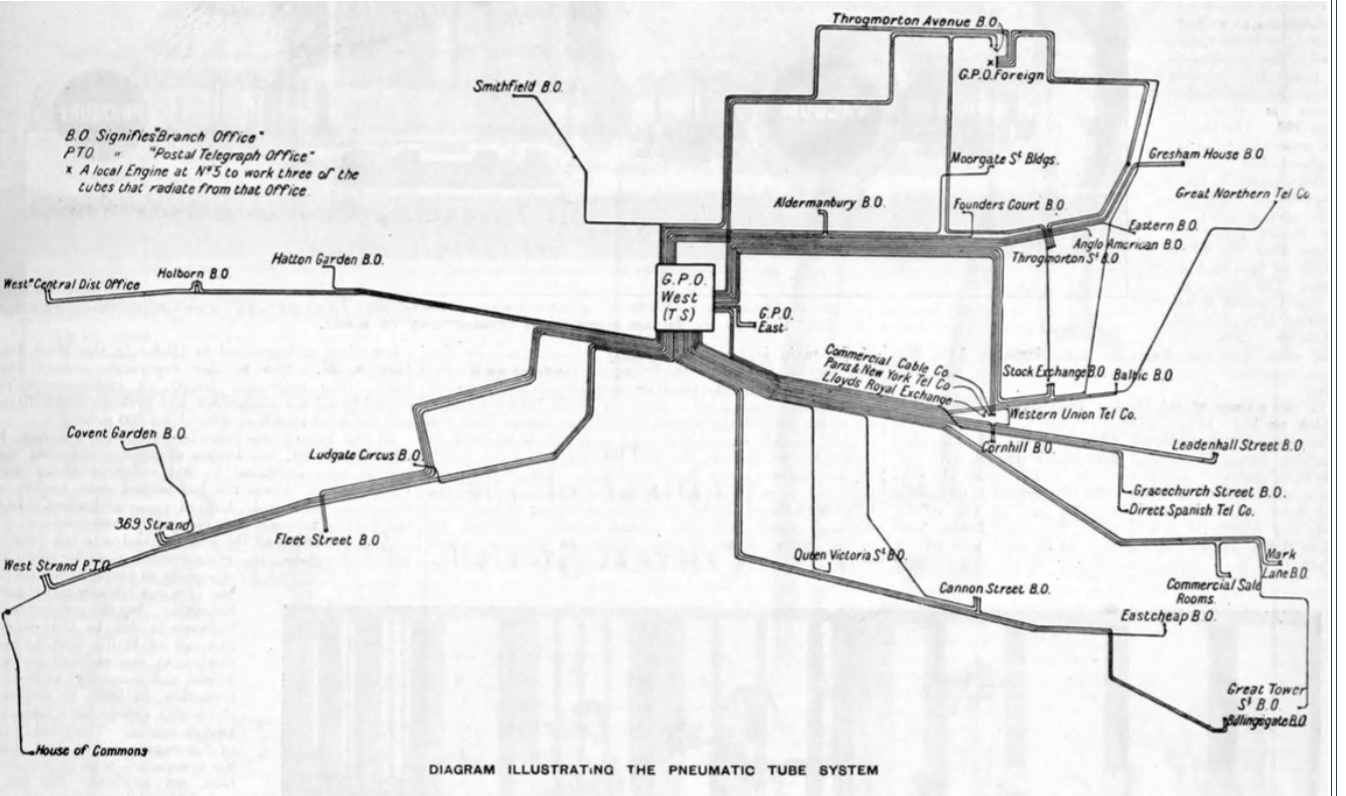 Throgmorton Avenue B.O.
G.P.O. Foreign
Smithfield B.O.
B.O Signifies "Branch Office"
P.T.O. " "Postal Telegraph Office"
x A local Engine at Nº5 to work three of the
tubes that radiate from that Office.
Moorgate St Bldgs.
Gresham House B.O.
Great Northern Tel Co.
Aldermanbury B.O.
Founders Court B.O.
Eastern B.O.
Anglo American B.O.
Throgmorton St B.O.
Hatton Garden B.O.
Holborn B.O
West n Central Dist Office
G.P.O.
West
(TS)
G.P.O.
East
Commercial Cable Co
Paris & New York Tel Co
Lloyds Royal Exchange
Stock Exchange B.O
Baltic B.O
Western Union Tel Co.
Cornhill B.O.
Leadenhall Street B.O.
Covent Garden B.O.
Ludgate Circus B.O.
Gracechurch Street B.O.
Direct Spanish Tel Co.
369 Strand
Fleet Street B.O
West Strand P.T.O.
Queen Victoria St B.O.
Mark
Lane B.O.
Commercial Sale
Rooms.
Cannon Street B.O.
Eastcheap B.O.
Great Tower
St B.O.
Billingsgate B.O
House of Commons
DIAGRAM ILLUSTRATING THE PNEUMATIC TUBE SYSTEM